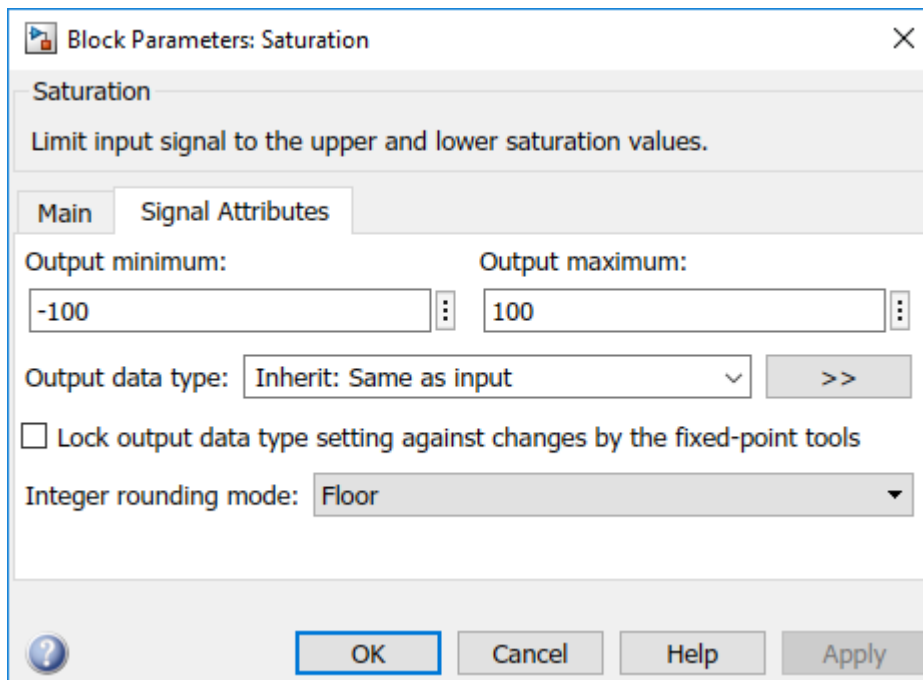 Block Parameters: Saturation
Saturation
Limit input signal to the upper and lower saturation values.
Main Signal Attributes
Output minimum: Output maximum:
-100 100
Output data type: Inherit: Same as input >>
Lock output data type setting against changes by the fixed-point tools
Integer rounding mode: Floor
? OK Cancel Help Apply